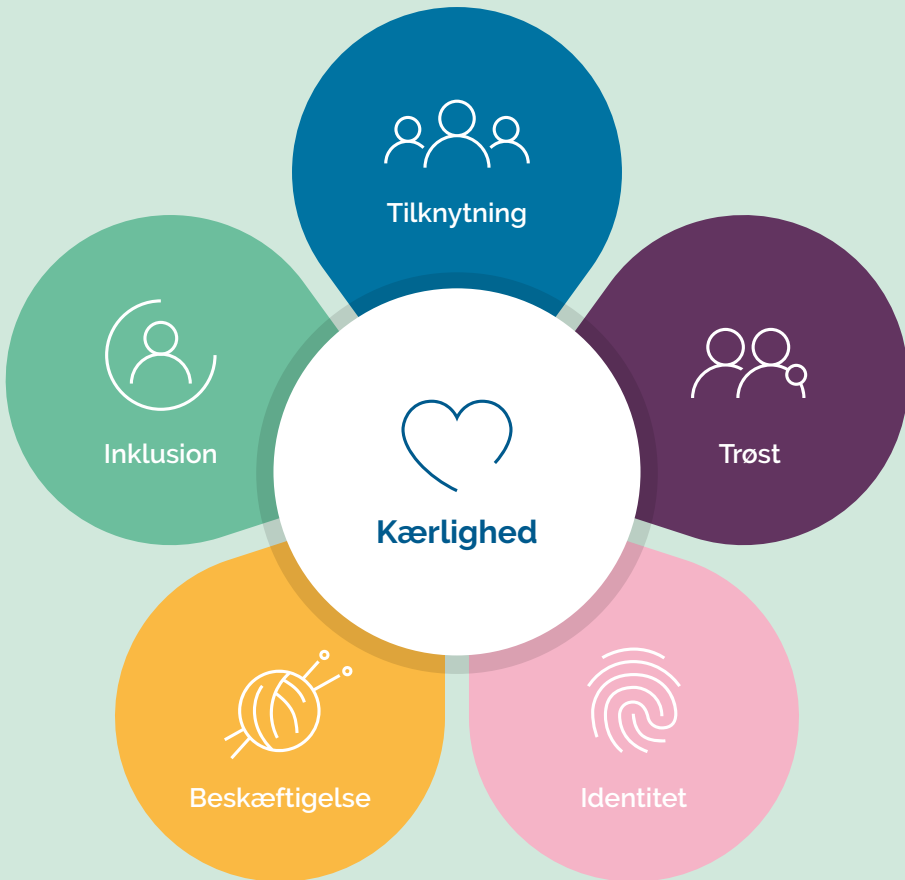 Tilknytning
Trøst
Identitet
Beskæftigelse
Inklusion
Kærlighed